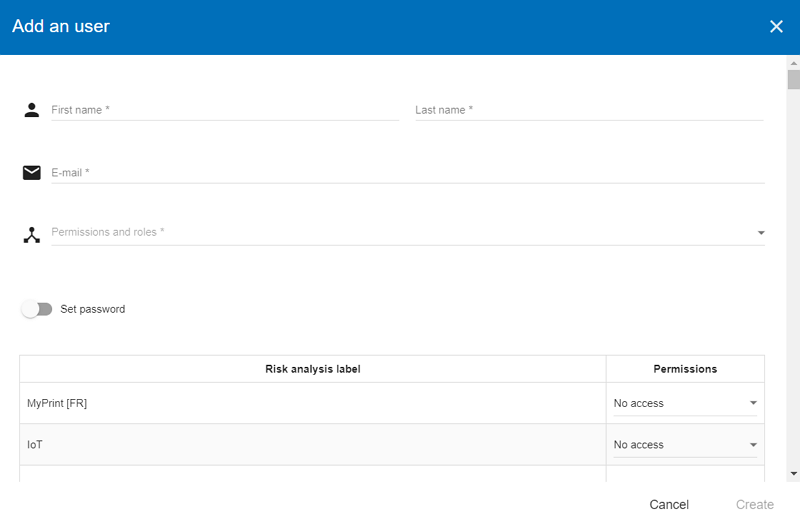 Add an user
First name * Last name *
E-mail *
Permissions and roles *
Set password
Risk analysis label Permissions
MyPrint [FR] No access
IoT No access
Cancel Create